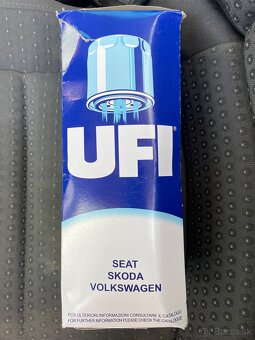 UFI
SEAT
SKODA
VOLKSWAGEN
PER ULTERIORI INFORMAZIONI CONSULTARE IL CATALOGO
FOR FURTHER INFORMATION PLEASE CHECK THE CATALOGUE